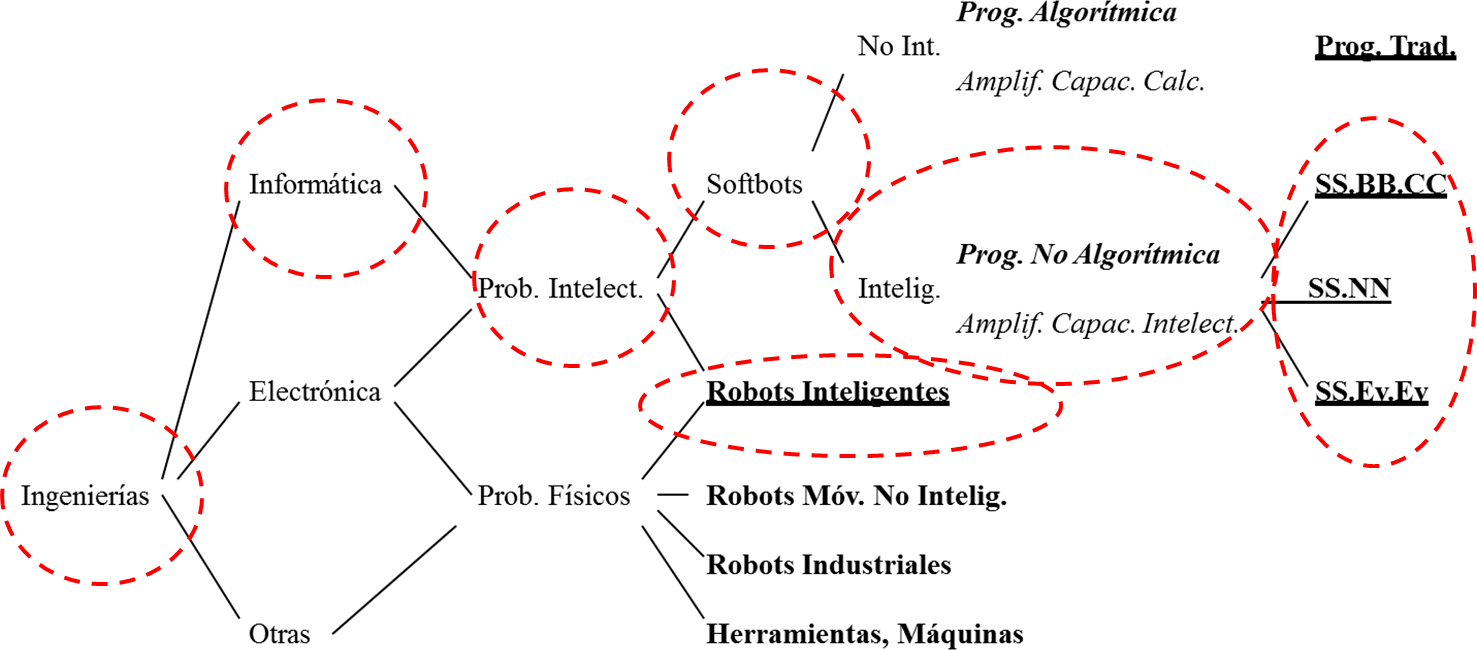 Prog. Algorítmica
No Int.
Prog. Trad.
Amplif. Capac. Calc.
Informática
Softbots
SS.BB.CC
Prog. No Algorítmica
Prob. Intelect.
Intelig.
SS.NN
Amplif. Capac. Intelect.
Electrónica
Robots Inteligentes
SS.Ev.Ev
Ingenierías
Prob. Físicos
Robots Móv. No Intelig.
Robots Industriales
Otras
Herramientas, Máquinas